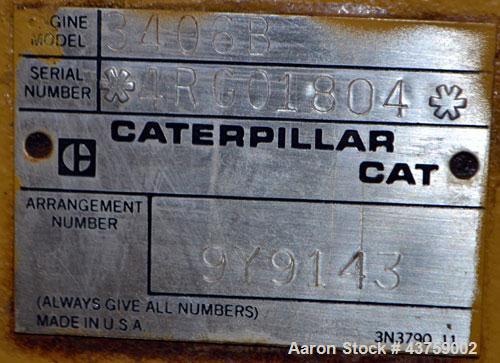 ENGINE MODEL 3406B
SERIAL NUMBER *4RG01804*
CATERPILLAR
CAT
ARRANGEMENT NUMBER
9Y9143
(ALWAYS GIVE ALL NUMBERS)
MADE IN U.S.A.
3N3790 11
Aaron Stock # 43759002